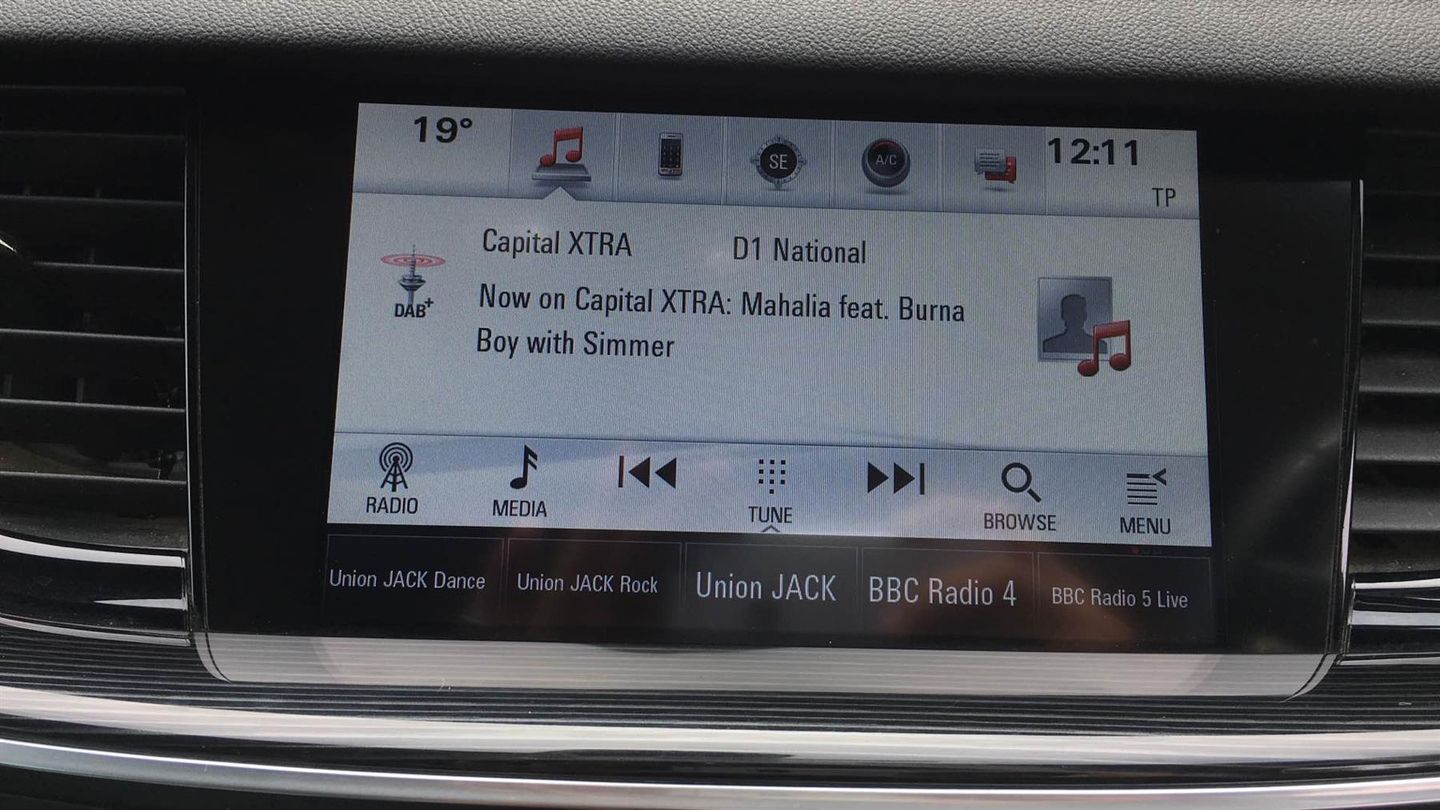 19°
SE
A/C
12:11
TP
Capital XTRA
D1 National
DAB+
Now on Capital XTRA: Mahalia feat. Burna
Boy with Simmer
RADIO
MEDIA
TUNE
BROWSE
MENU
Union JACK Dance
Union JACK Rock
Union JACK
BBC Radio 4
BBC Radio 5 Live